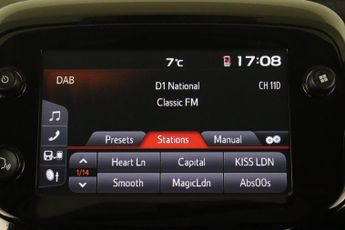 7°c 17:08
DAB
D1 National CH 11D
Classic FM
Presets Stations Manual
Heart Ln Capital KISS LDN
1/14
Smooth MagicLdn Abs00s